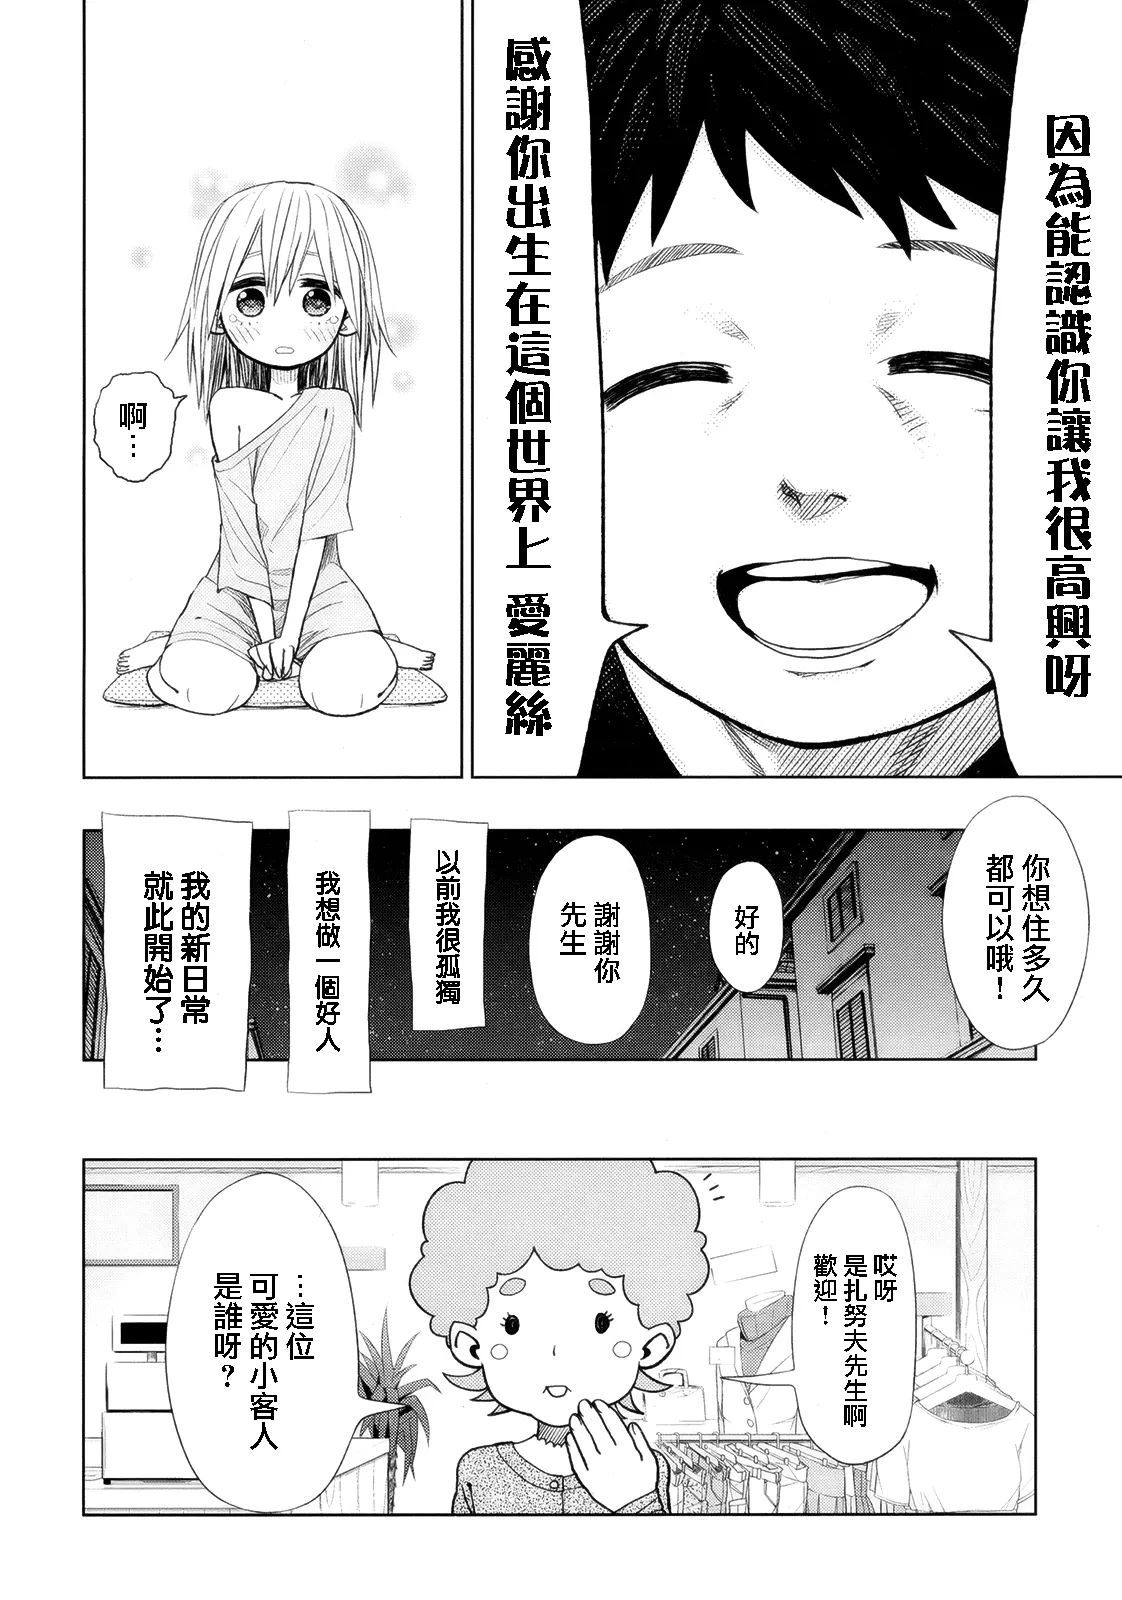 因為能認識你讓我很高興呀
感謝你出生在這個世界上 愛麗絲
啊…
你想住多久
都可以哦！
好的
謝謝你
先生
以前我很孤獨
我想做一個好人
我的新日常
就此開始了…
哎呀
是扎努夫先生啊
歡迎！
…這位
可愛的小客人
是誰呀？